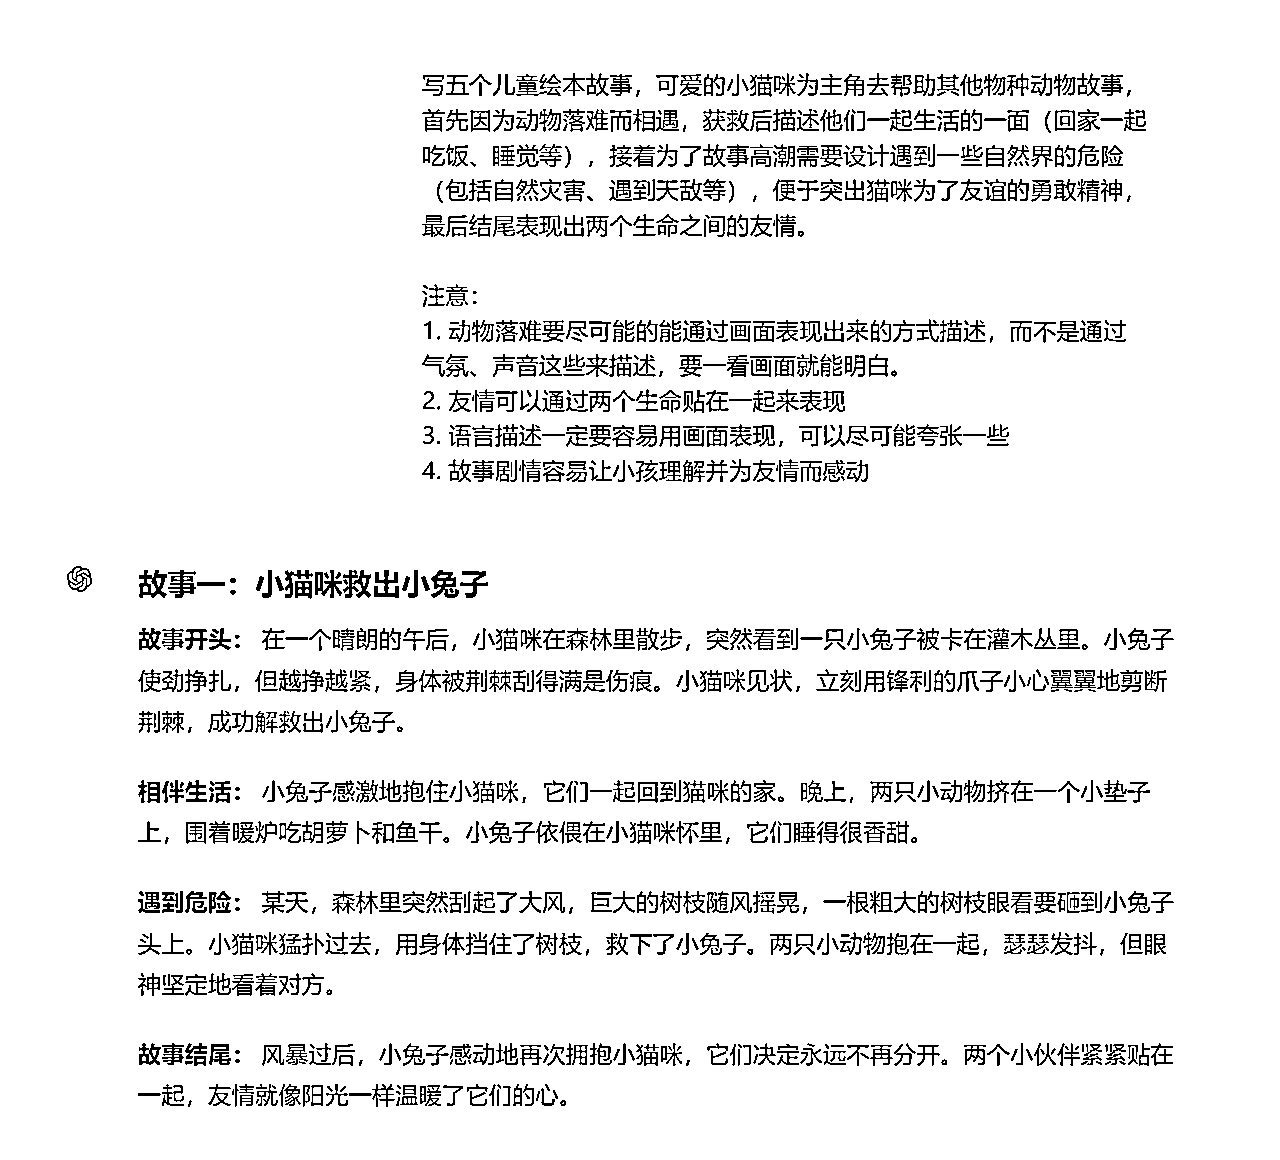 写五个儿童绘本故事，可爱的小猫咪为主角去帮助其他物种动物故事，
首先因为动物落难而相遇，获救后描述他们一起生活的一面（回家一起
吃饭、睡觉等），接着为了故事高潮需要设计遇到一些自然界的危险
（包括自然灾害、遇到天敌等），便于突出猫咪为了友谊的勇敢精神，
最后结尾表现出两个生命之间的友情。
注意：
1. 动物落难要尽可能的能通过画面表现出来的方式描述，而不是通过
气氛、声音这些来描述，要一看画面就能明白。
2. 友情可以通过两个生命贴在一起来表现
3. 语言描述一定要容易用画面表现，可以尽可能夸张一些
4. 故事剧情容易让小孩理解并为友情而感动
故事一：小猫咪救出小兔子
故事开头： 在一个晴朗的午后，小猫咪在森林里散步，突然看到一只小兔子被卡在灌木丛里。小兔子
使劲挣扎，但越挣越紧，身体被荆棘刮得满是伤痕。小猫咪见状，立刻用锋利的爪子小心翼翼地剪断
荆棘，成功解救出小兔子。
相伴生活： 小兔子感激地抱住小猫咪，它们一起回到猫咪的家。晚上，两只小动物挤在一个小垫子
上，围着暖炉吃胡萝卜和鱼干。小兔子依偎在小猫咪怀里，它们睡得很香甜。
遇到危险： 某天，森林里突然刮起了大风，巨大的树枝随风摇晃，一根粗大的树枝眼看要砸到小兔子
头上。小猫咪猛扑过去，用身体挡住了树枝，救下了小兔子。两只小动物抱在一起，瑟瑟发抖，但眼
神坚定地看着对方。
故事结尾： 风暴过后，小兔子感动地再次拥抱小猫咪，它们决定永远不再分开。两个小伙伴紧紧贴在
一起，友情就像阳光一样温暖了它们的心。